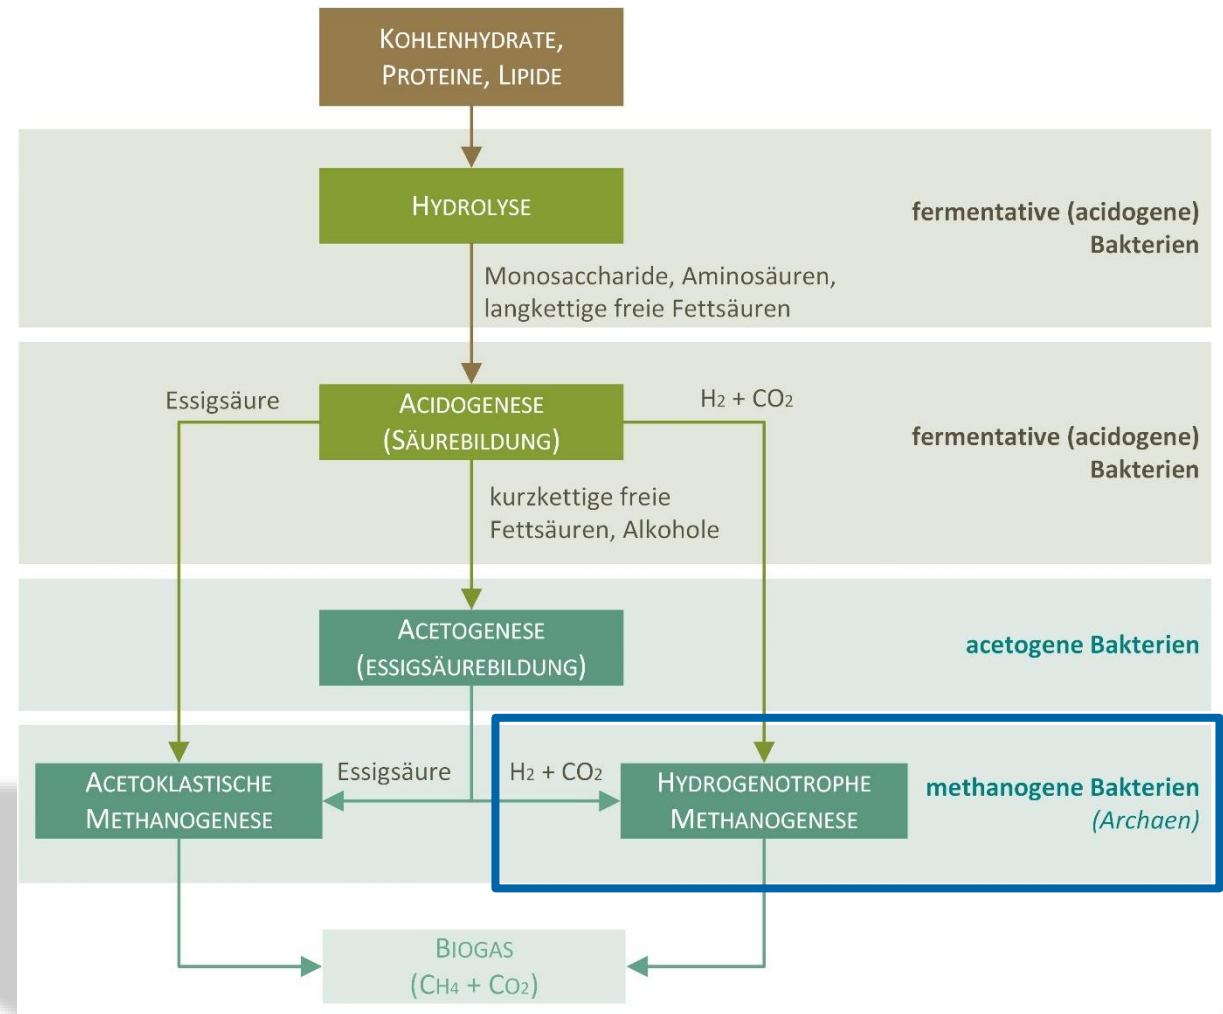 KOHLENHYDRATE,
PROTEINE, LIPIDE
HYDROLYSE
fermentative (acidogene)
Bakterien
Monosaccharide, Aminosäuren,
langkettige freie Fettsäuren
Essigsäure
ACIDOGENESE
(SÄUREBILDUNG)
H2 + CO2
fermentative (acidogene)
Bakterien
kurzkettige freie
Fettsäuren, Alkohole
ACETOGENESE
(ESSIGSÄUREBILDUNG)
acetogene Bakterien
ACETOKLASTISCHE
METHANOGENESE
Essigsäure
H2 + CO2
HYDROGENOTROPHE
METHANOGENESE
methanogene Bakterien
(Archaen)
BIOGAS
(CH4 + CO2)